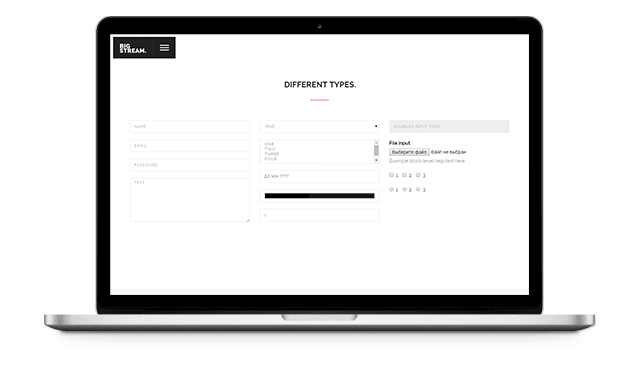 BIG
STREAM.
DIFFERENT TYPES.
NAME
EMAIL
PASSWORD
TEXT
ONE
ONE
TWO
THREE
FOUR
ДД.ММ.ГГГГ
DISABLED INPUT HERE
File input
Выберите файл Файл не выбран
Example block-level help text here.
1 2 3
1 2 3